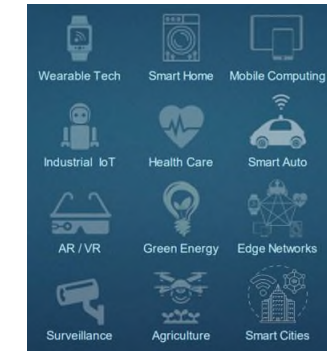 Wearable Tech Smart Home Mobile Computing
Industrial IoT Health Care Smart Auto
AR / VR Green Energy Edge Networks
Surveillance Agriculture Smart Cities